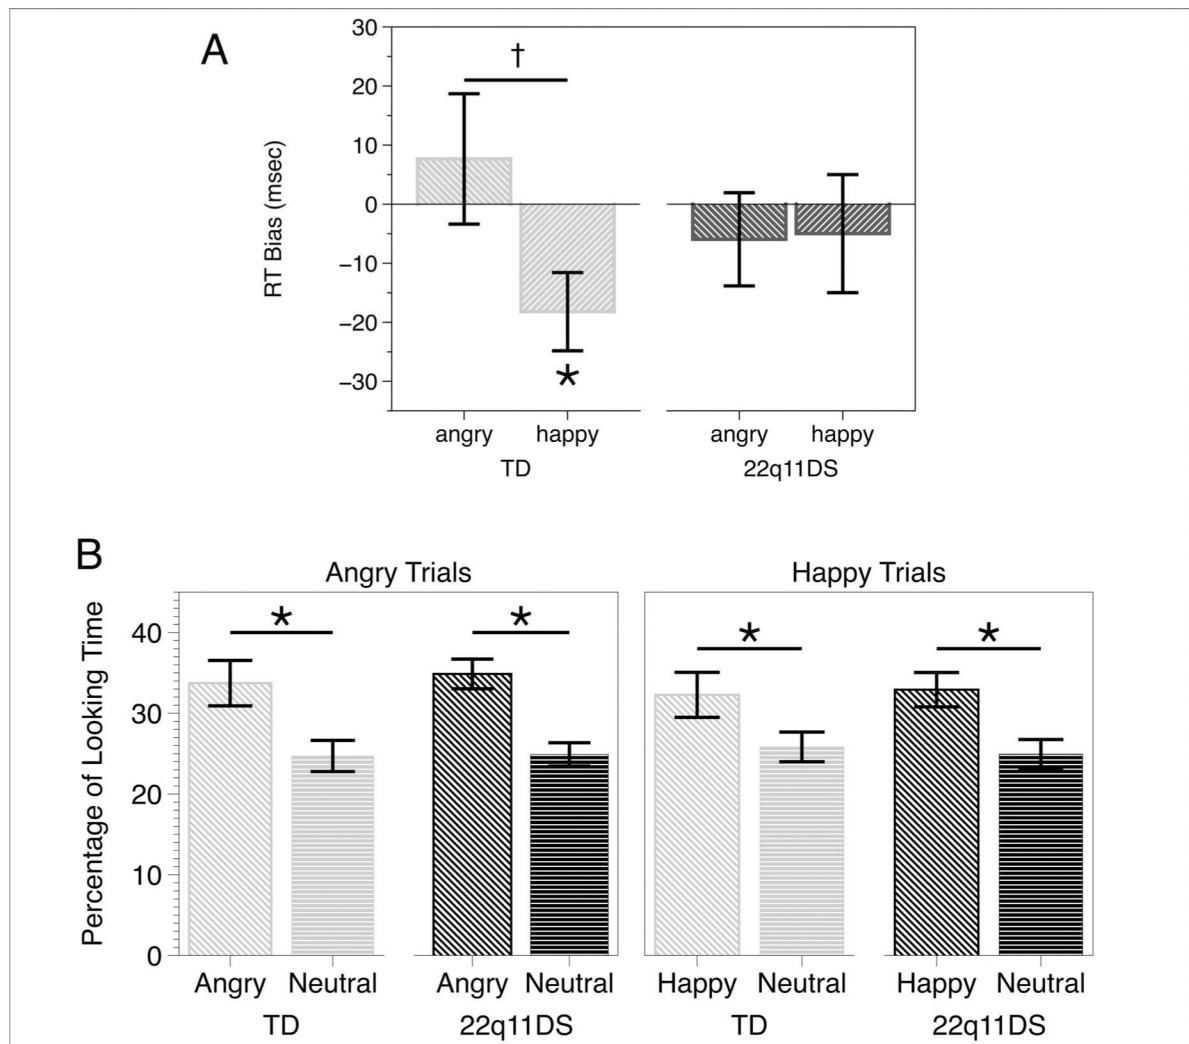 A
†
30
20
10
0
−10
−20
−30
RT Bias (msec)
*
angry happy angry happy
TD 22q11DS
B
Angry Trials Happy Trials
* * * *
Percentage of Looking Time
40
30
20
10
0
Angry Neutral Angry Neutral Happy Neutral Happy Neutral
TD 22q11DS TD 22q11DS